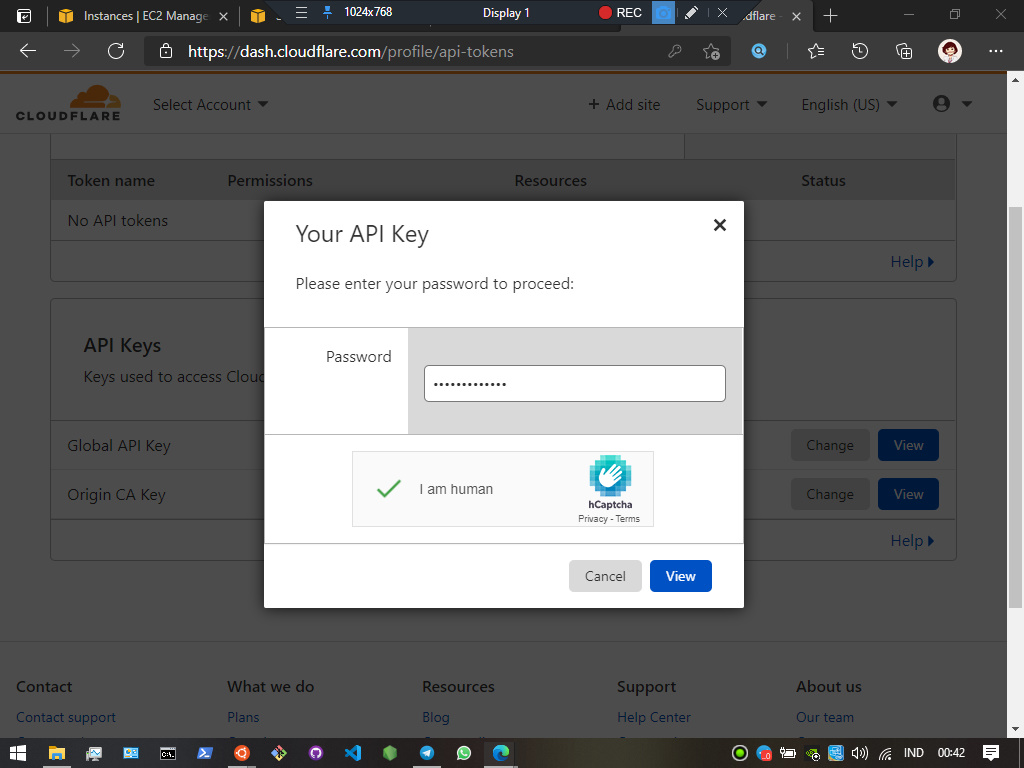 Instances | EC2 Manage
1024x768
Display 1
REC
dflare -
https://dash.cloudflare.com/profile/api-tokens
CLOUDFLARE
Select Account
+ Add site
Support
English (US)
Token name
Permissions
Resources
Status
No API tokens
Help
Your API Key
Please enter your password to proceed:
Password
I am human
hCaptcha
Privacy - Terms
Cancel
View
API Keys
Keys used to access Cloud
Global API Key
Change
View
Origin CA Key
Change
View
Help
Contact
What we do
Resources
Support
About us
Contact support
Plans
Blog
Help Center
Our team
IND
00:42